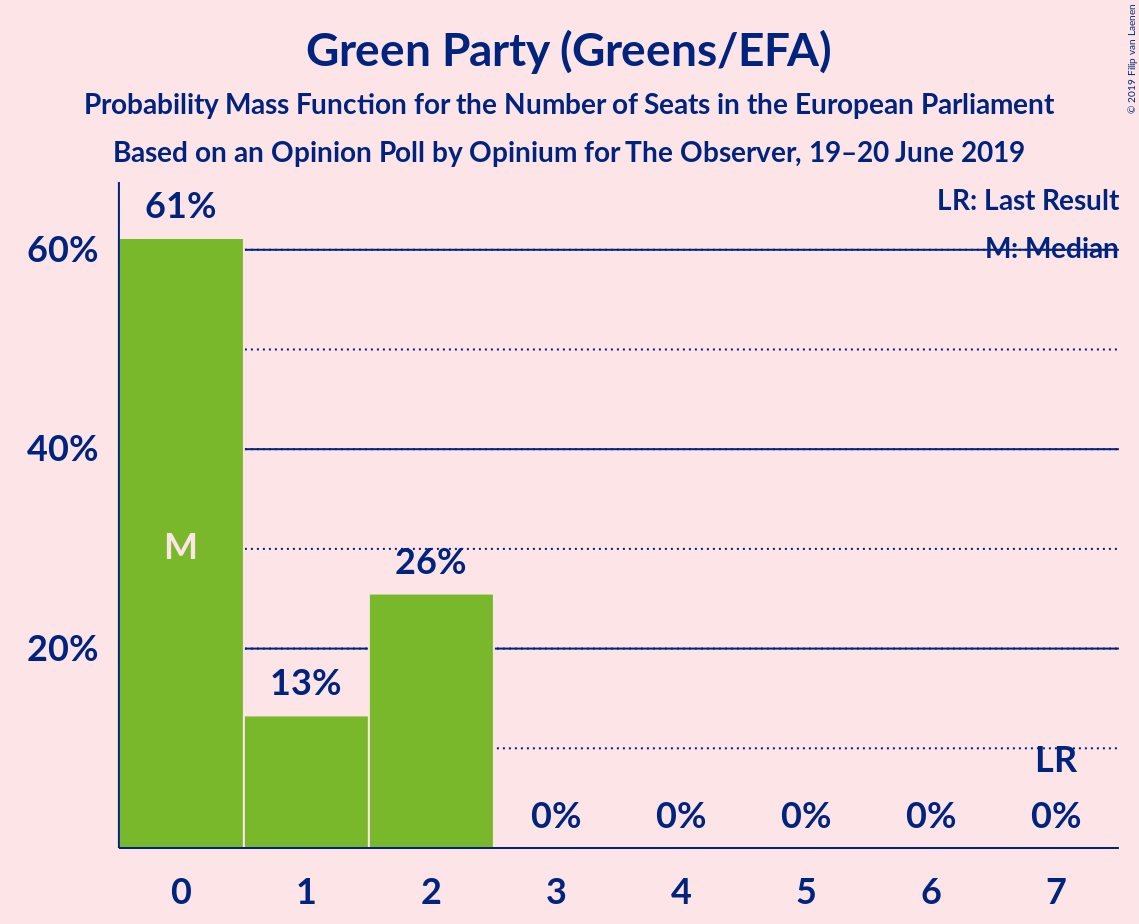 Green Party (Greens/EFA)
Probability Mass Function for the Number of Seats in the European Parliament
Based on an Opinion Poll by Opinium for The Observer, 19–20 June 2019
© 2019 Filip van Laenen
LR: Last Result
M: Median
61%
60%
40%
M
26%
20%
13%
LR
0%
0%
0%
0%
0%
0
1
2
3
4
5
6
7